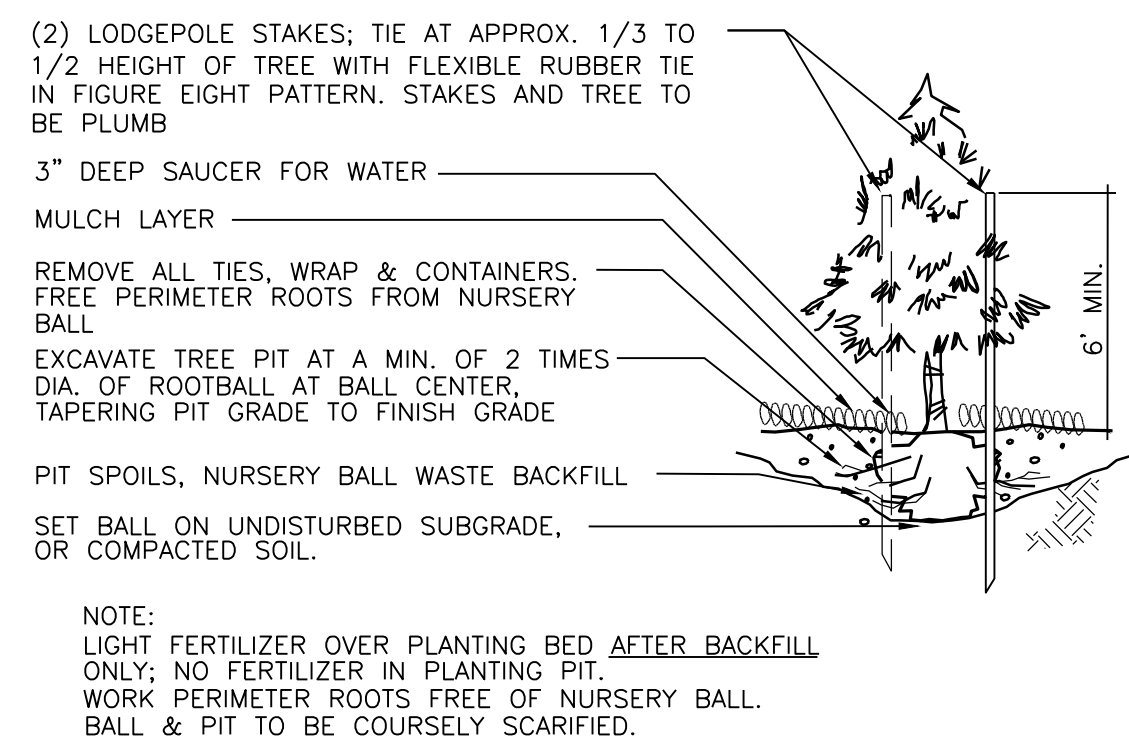 (2) LODGEPOLE STAKES; TIE AT APPROX. 1/3 TO
1/2 HEIGHT OF TREE WITH FLEXIBLE RUBBER TIE
IN FIGURE EIGHT PATTERN. STAKES AND TREE TO
BE PLUMB
3" DEEP SAUCER FOR WATER
MULCH LAYER
REMOVE ALL TIES, WRAP & CONTAINERS.
FREE PERIMETER ROOTS FROM NURSERY
BALL
EXCAVATE TREE PIT AT A MIN. OF 2 TIMES
DIA. OF ROOTBALL AT BALL CENTER,
TAPERING PIT GRADE TO FINISH GRADE
PIT SPOILS, NURSERY BALL WASTE BACKFILL
SET BALL ON UNDISTURBED SUBGRADE,
OR COMPACTED SOIL.
6' MIN.
NOTE:
LIGHT FERTILIZER OVER PLANTING BED AFTER BACKFILL
ONLY; NO FERTILIZER IN PLANTING PIT.
WORK PERIMETER ROOTS FREE OF NURSERY BALL.
BALL & PIT TO BE COURSELY SCARIFIED.